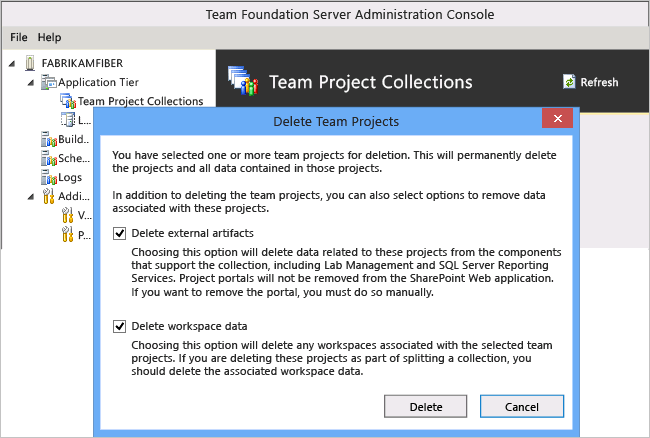 Team Foundation Server Administration Console
File Help
FABRIKAMFIBER
Application Tier
Team Project Collections
L...
Build..
Sche...
Logs
Addi...
V...
P...
Team Project Collections
Refresh
Delete Team Projects
You have selected one or more team projects for deletion. This will permanently delete
the projects and all data contained in those projects.
In addition to deleting the team projects, you can also select options to remove data
associated with these projects.
Delete external artifacts
Choosing this option will delete data related to these projects from the components
that support the collection, including Lab Management and SQL Server Reporting
Services. Project portals will not be removed from the SharePoint Web application.
If you want to remove the portal, you must do so manually.
Delete workspace data
Choosing this option will delete any workspaces associated with the selected team
projects. If you are deleting these projects as part of splitting a collection, you
should delete the associated workspace data.
Delete
Cancel